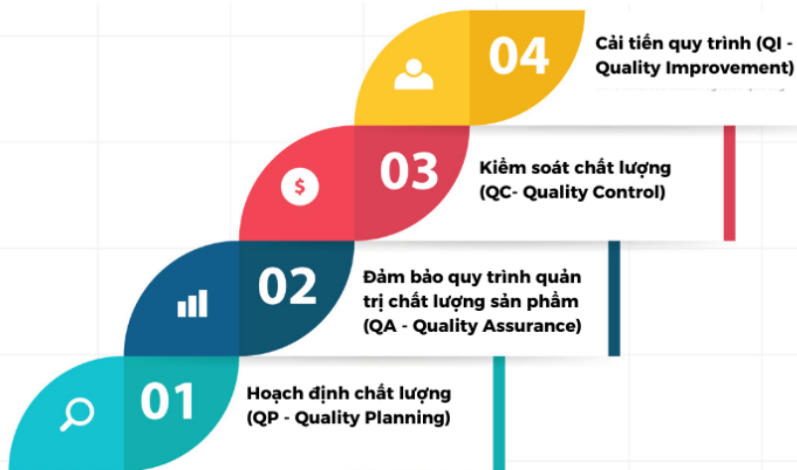 04
Cải tiến quy trình (QI -
Quality Improvement)
03
Kiểm soát chất lượng
(QC- Quality Control)
02
Đảm bảo quy trình quản
trị chất lượng sản phẩm
(QA - Quality Assurance)
01
Hoạch định chất lượng
(QP - Quality Planning)
$